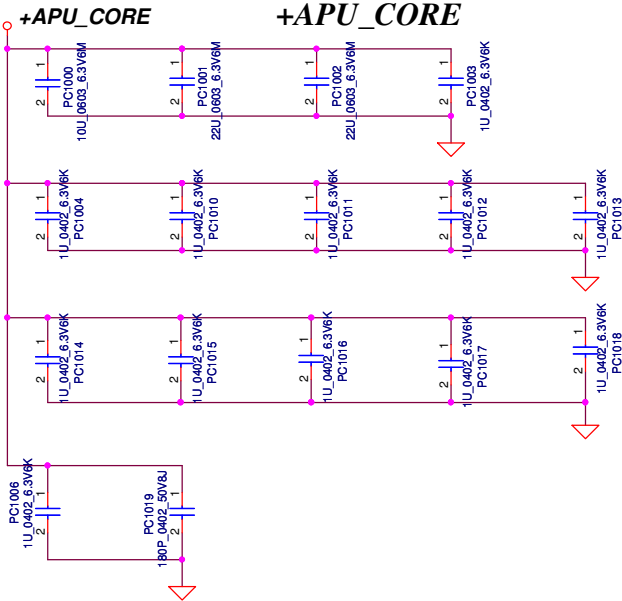 +APU_CORE
+APU_CORE
1
2
PC1000
10U_0603_6.3V6M
1
2
PC1001
22U_0603_6.3V6M
1
2
PC1002
22U_0603_6.3V6M
1
2
PC1003
1U_0402_6.3V6K
1
2
1U_0402_6.3V6K
PC1004
1
2
1U_0402_6.3V6K
PC1010
1
2
1U_0402_6.3V6K
PC1011
1
2
1U_0402_6.3V6K
PC1012
1
2
1U_0402_6.3V6K
PC1013
1
2
1U_0402_6.3V6K
PC1014
1
2
1U_0402_6.3V6K
PC1015
1
2
1U_0402_6.3V6K
PC1016
1
2
1U_0402_6.3V6K
PC1017
1
2
1U_0402_6.3V6K
PC1018
PC1006
1U_0402_6.3V6K
1
2
PC1019
180P_0402_50V8J
1
2